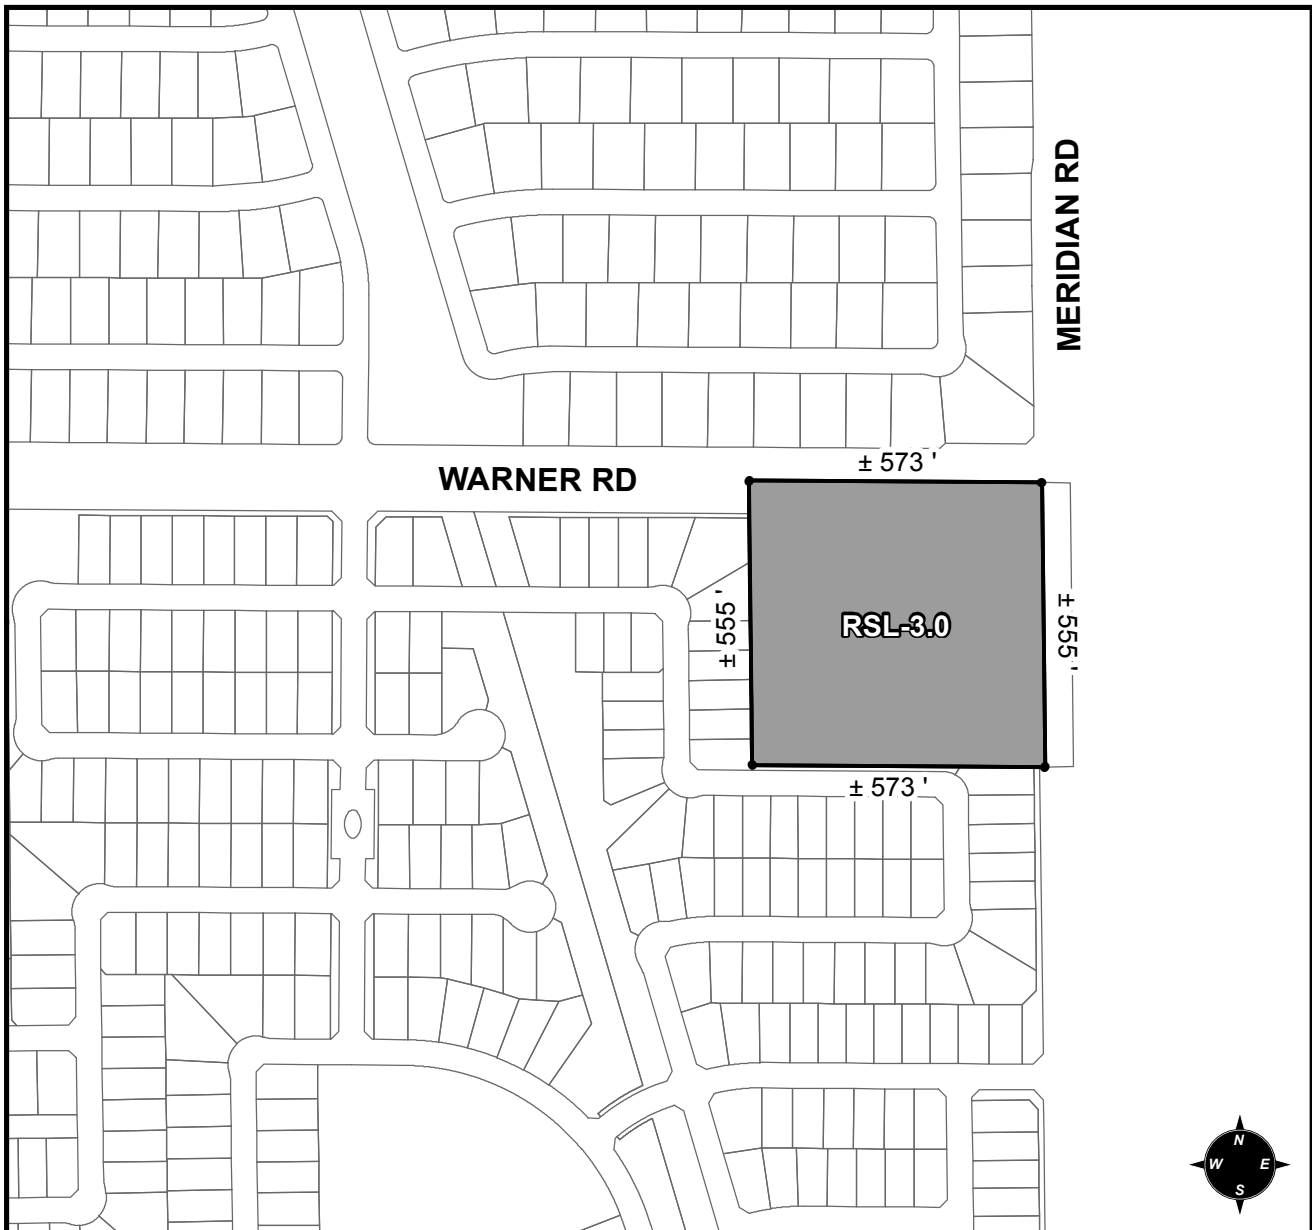 MERIDIAN RD
± 573 '
WARNER RD
± 555 '
RSL-3.0
± 555 '
± 573 '
N
W E
S